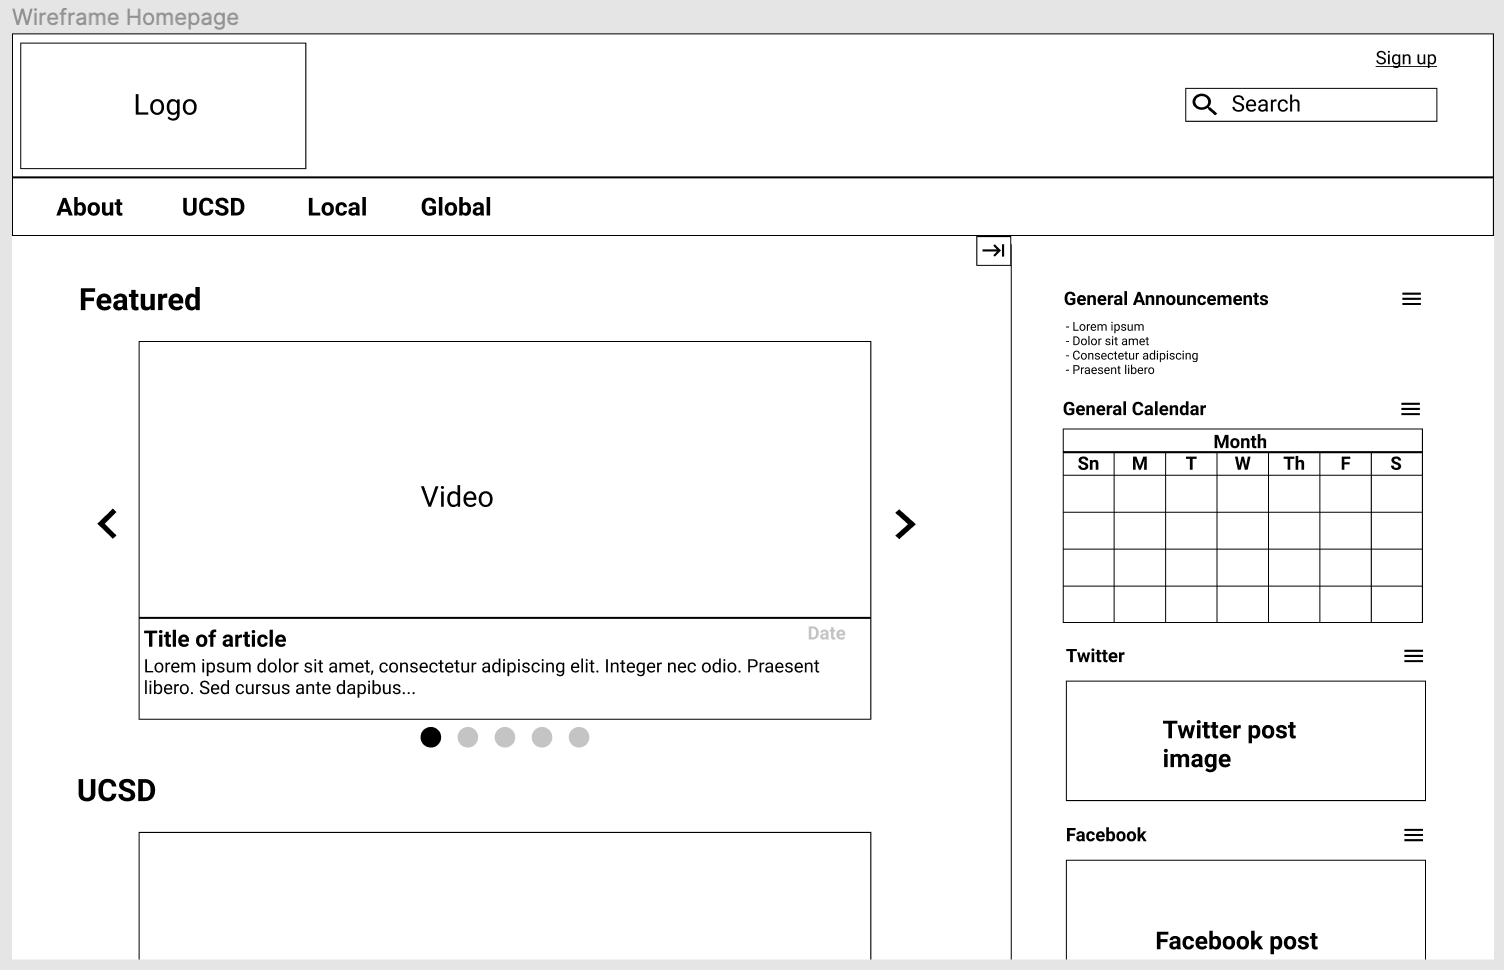 Wireframe Homepage
Logo
Sign up
Search
About UCSD Local Global
Featured
Video
Title of article
Date
Lorem ipsum dolor sit amet, consectetur adipiscing elit. Integer nec odio. Praesent
libero. Sed cursus ante dapibus...
UCSD
General Announcements
- Lorem ipsum
- Dolor sit amet
- Consectetur adipiscing
- Praesent libero
General Calendar
Month
Sn M T W Th F S
Twitter
Twitter post
image
Facebook
Facebook post